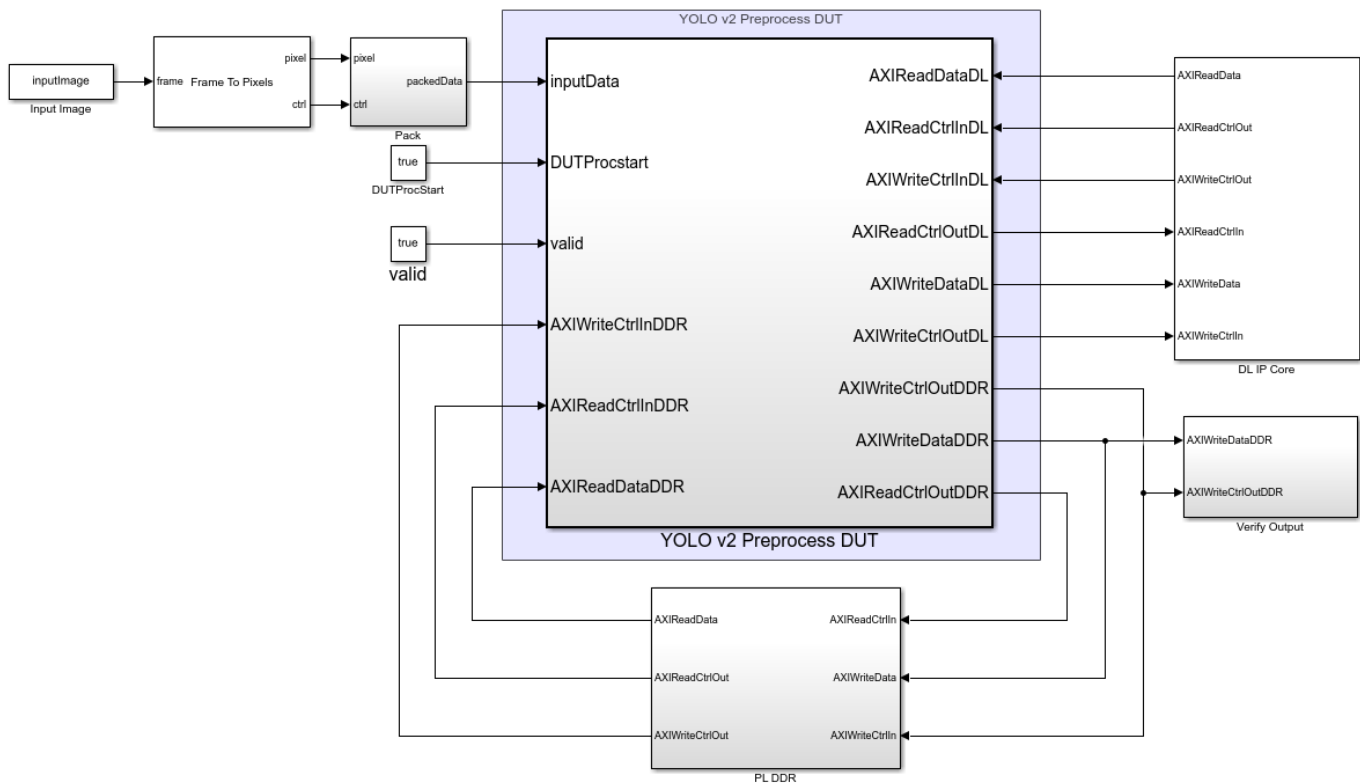 YOLO v2 Preprocess DUT
inputImage
Input Image
frame
Frame To Pixels
pixel
ctrl
pixel
ctrl
packedData
Pack
true
DUTProcStart
true
valid
inputData
DUTProcstart
valid
AXIWriteCtrlInDDR
AXIReadCtrlInDDR
AXIReadDataDDR
AXIReadDataDL
AXIReadCtrlInDL
AXIWriteCtrlInDL
AXIReadCtrlOutDL
AXIWriteDataDL
AXIWriteCtrlOutDL
AXIWriteCtrlOutDDR
AXIWriteDataDDR
AXIReadCtrlOutDDR
YOLO v2 Preprocess DUT
AXIReadData
AXIReadCtrlOut
AXIWriteCtrlOut
AXIReadCtrlIn
AXIWriteData
AXIWriteCtrlIn
DL IP Core
AXIWriteDataDDR
AXIWriteCtrlOutDDR
Verify Output
AXIReadData
AXIReadCtrlOut
AXIWriteCtrlOut
AXIReadCtrlIn
AXIWriteData
AXIWriteCtrlIn
PL DDR